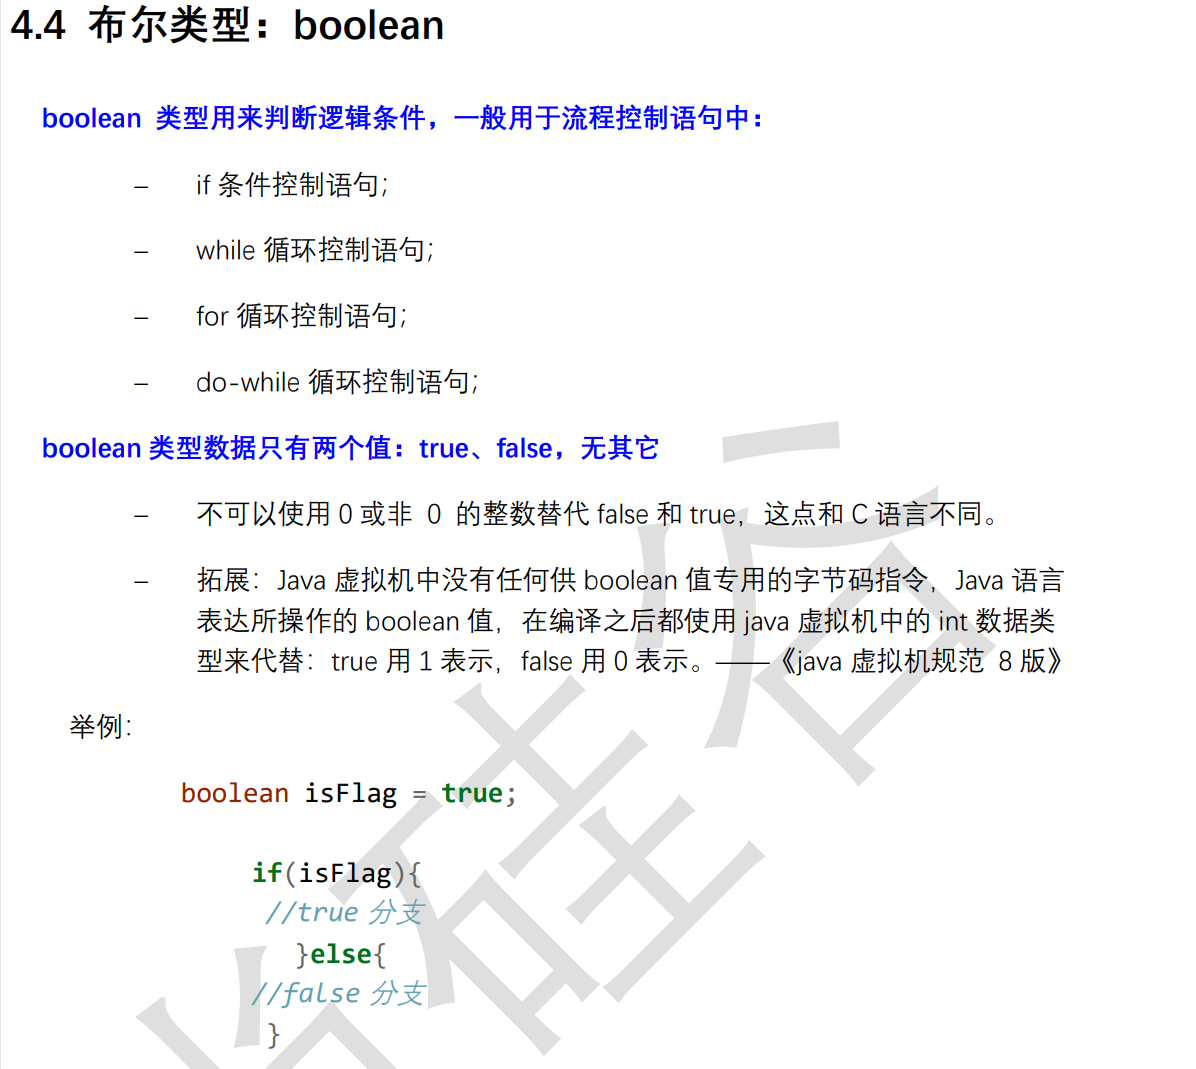 4.4 布尔类型：boolean
boolean 类型用来判断逻辑条件，一般用于流程控制语句中：
– if 条件控制语句；
– while 循环控制语句；
– for 循环控制语句；
– do-while 循环控制语句；
boolean 类型数据只有两个值：true、false，无其它
– 不可以使用 0 或非 0 的整数替代 false 和 true，这点和 C 语言不同。
– 拓展：Java 虚拟机中没有任何供 boolean 值专用的字节码指令，Java 语言
表达所操作的 boolean 值，在编译之后都使用 java 虚拟机中的 int 数据类
型来代替：true 用 1 表示，false 用 0 表示。——《java 虚拟机规范 8 版》
举例：
boolean isFlag = true;
if(isFlag){
//true 分支
}else{
//false 分支
}
尚硅谷